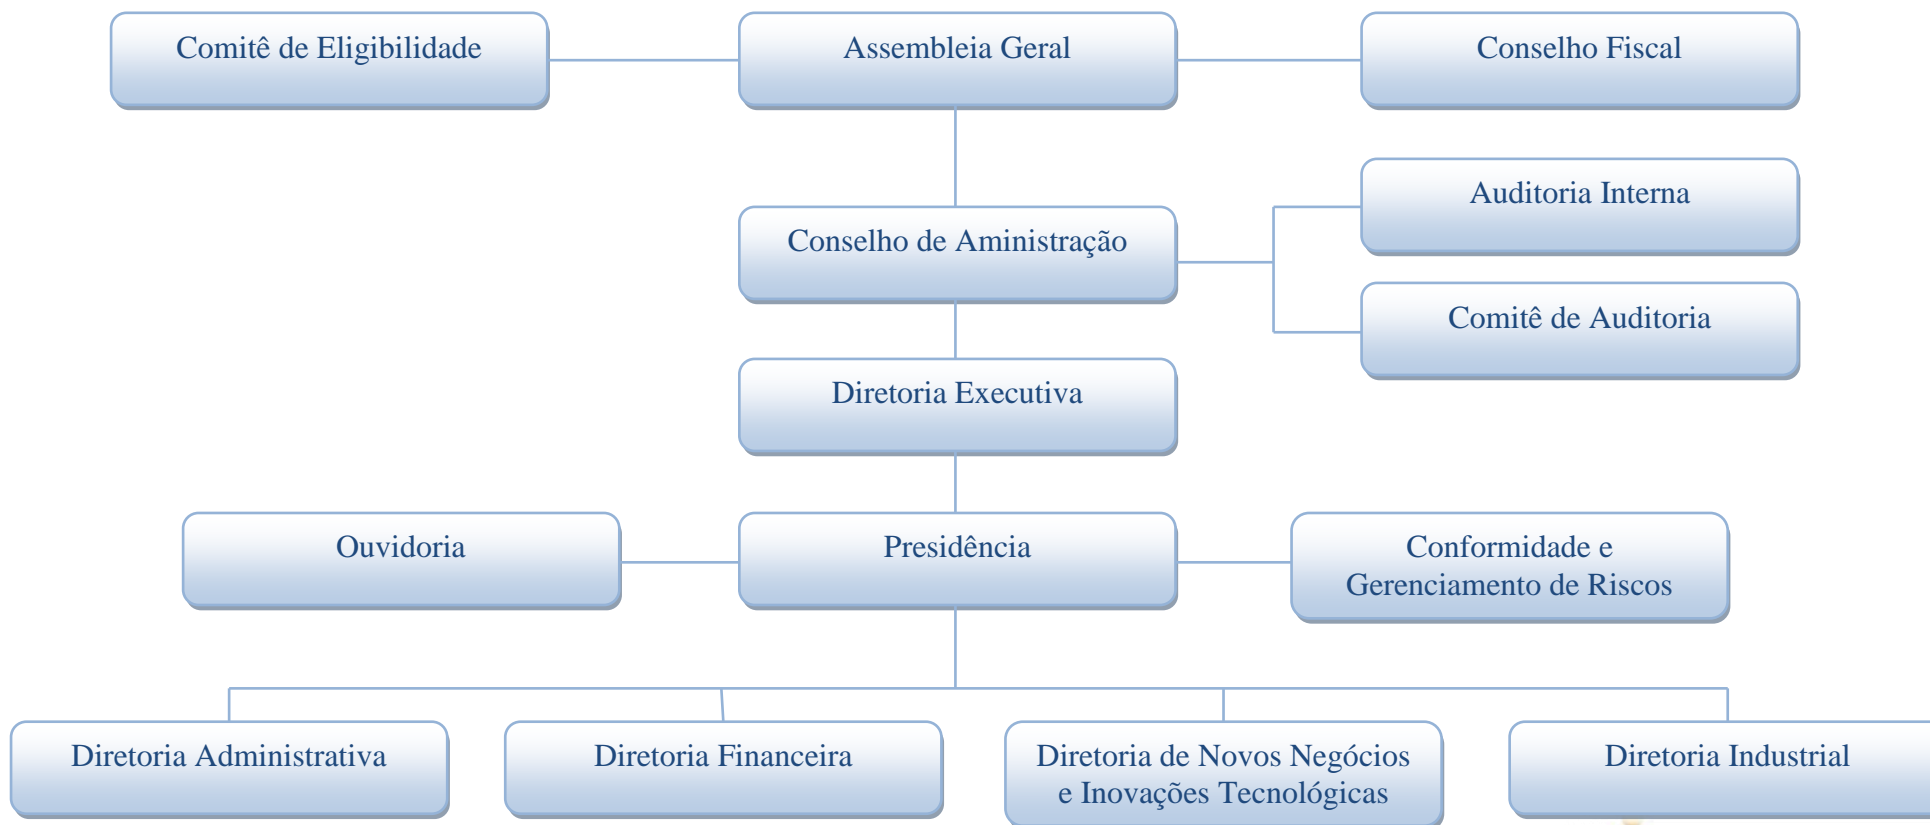 Comitê de Eligibilidade
Assembleia Geral
Conselho Fiscal
Auditoria Interna
Conselho de Aministração
Comitê de Auditoria
Diretoria Executiva
Ouvidoria
Presidência
Conformidade e
Gerenciamento de Riscos
Diretoria Administrativa
Diretoria Financeira
Diretoria de Novos Negócios
e Inovações Tecnológicas
Diretoria Industrial